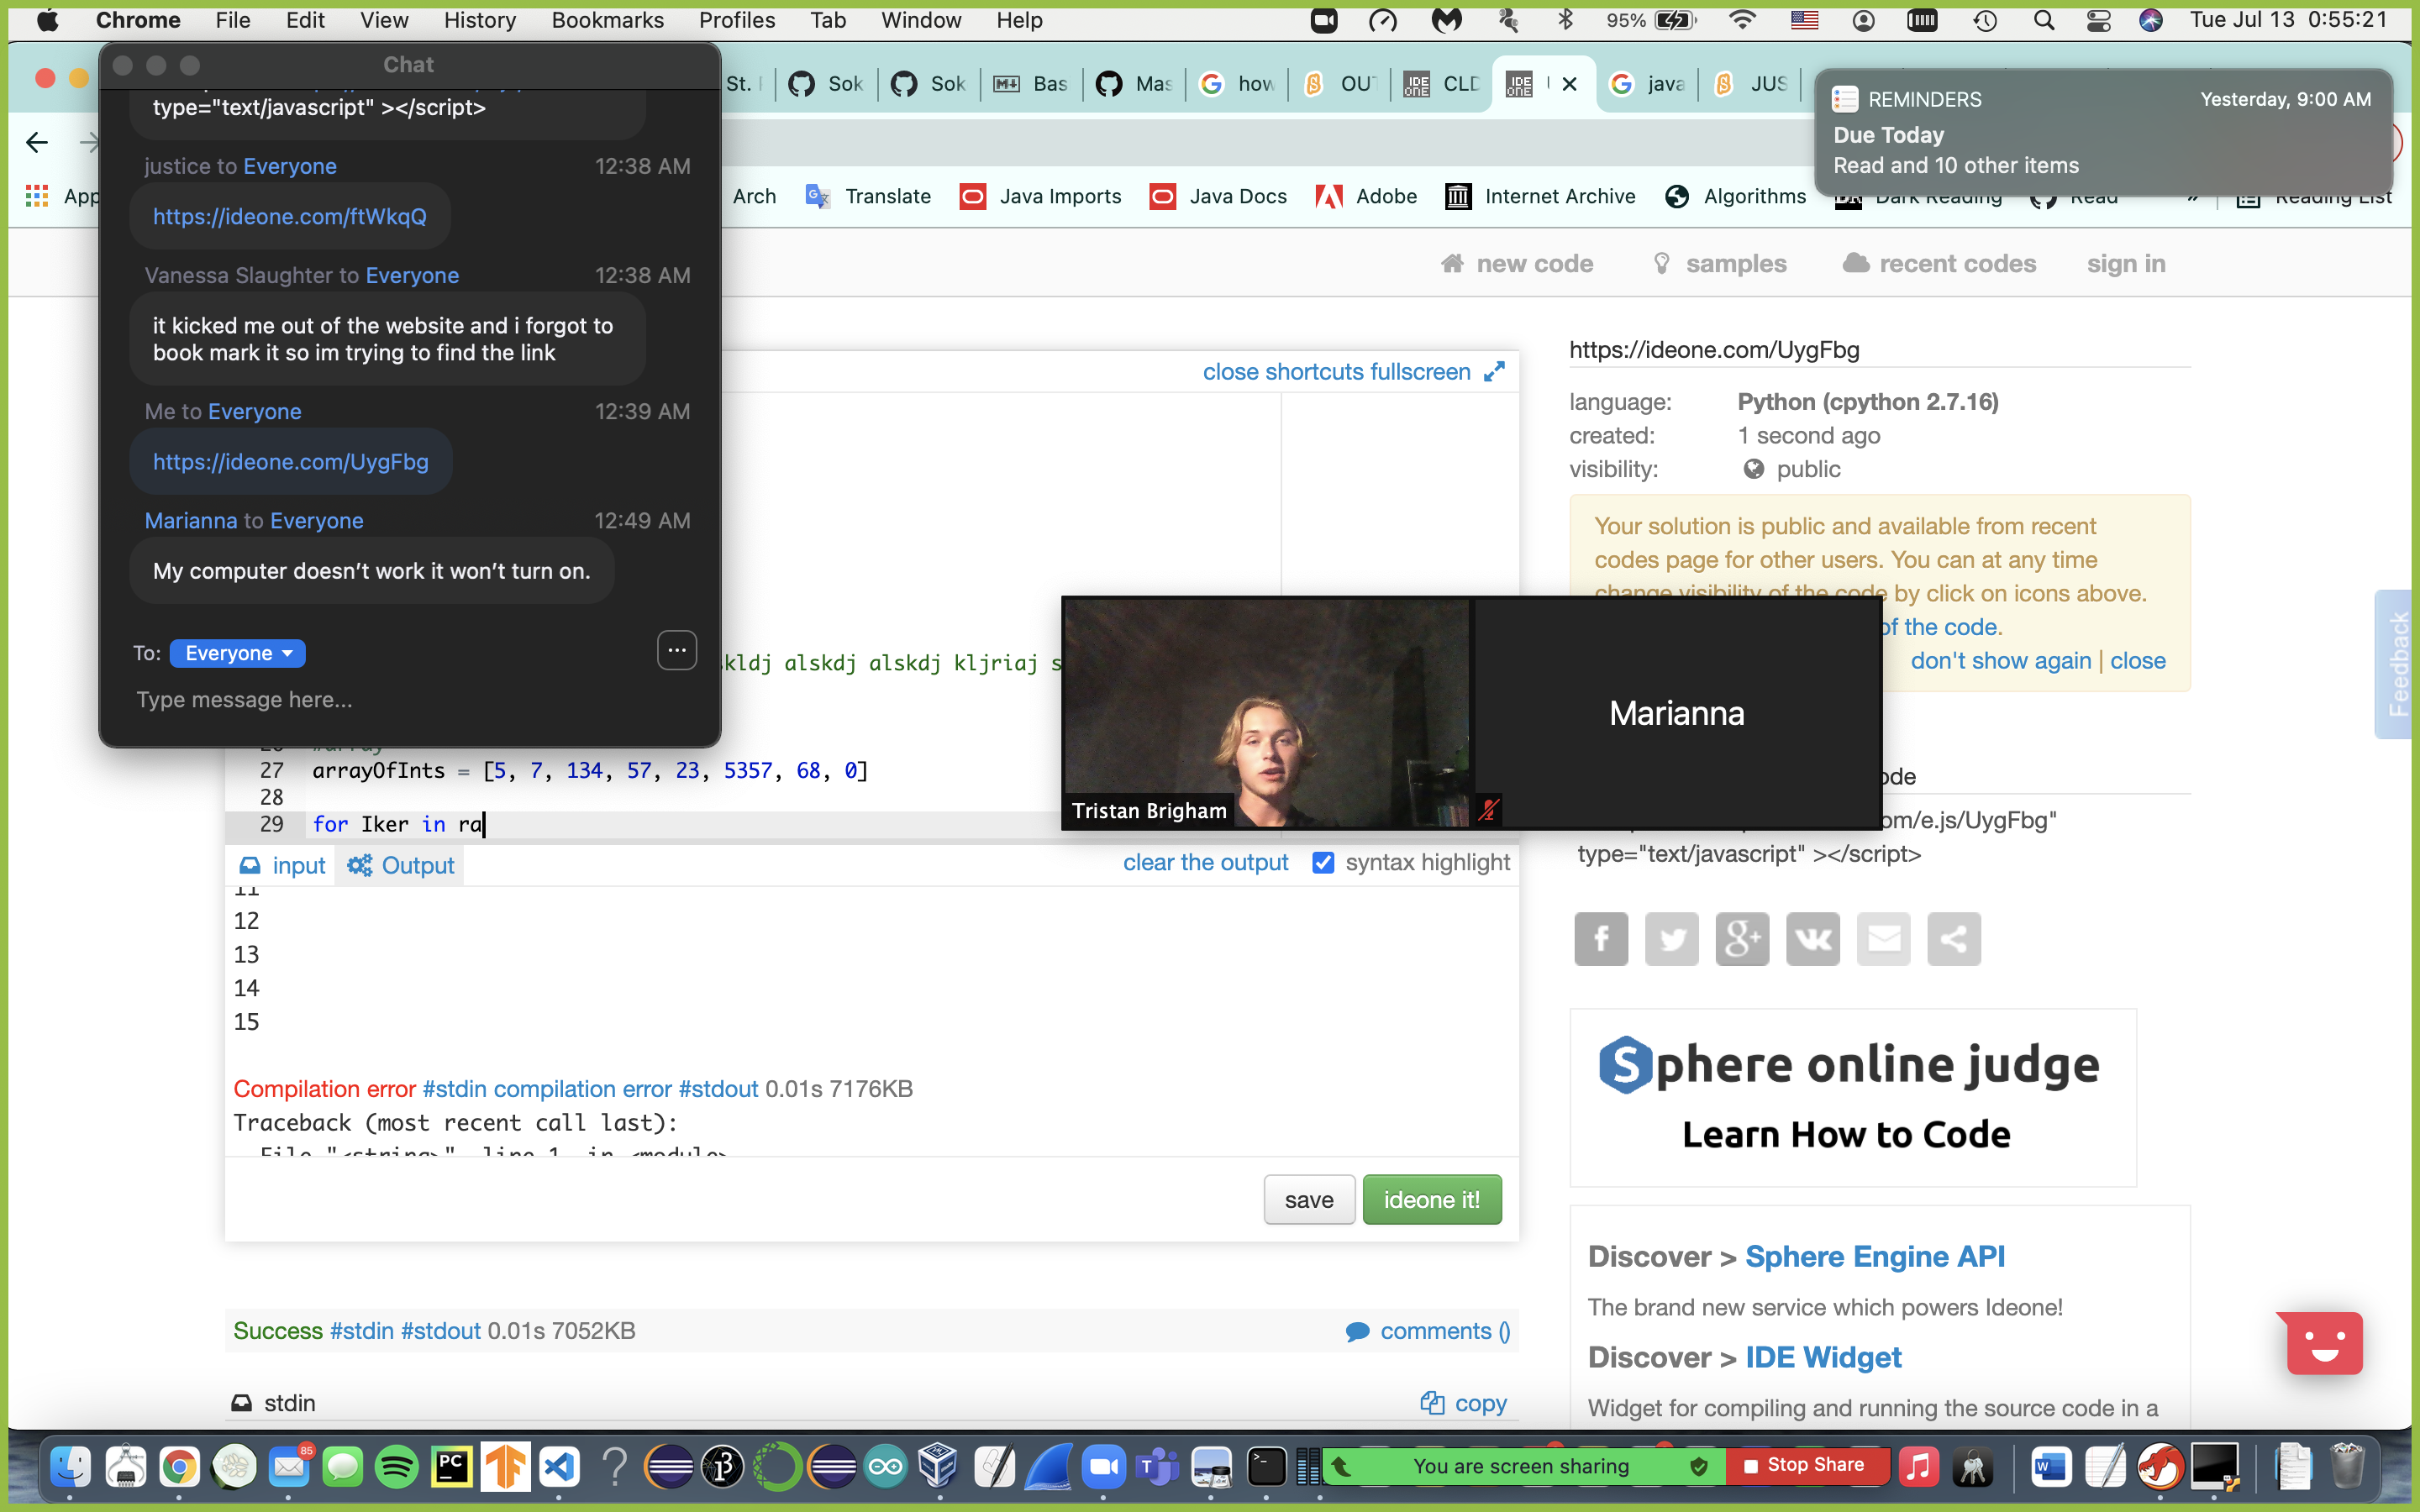 Chrome File Edit View History Bookmarks Profiles Tab Window Help 95% Tue Jul 13 0:55:21
Chat
type="text/javascript" ></script>
justice to Everyone 12:38 AM
https://ideone.com/ftWkqQ
Vanessa Slaughter to Everyone 12:38 AM
it kicked me out of the website and i forgot to
book mark it so im trying to find the link
Me to Everyone 12:39 AM
https://ideone.com/UygFbg
Marianna to Everyone 12:49 AM
My computer doesn't work it won't turn on.
To: Everyone
Type message here...
St. Sok Sok Bas Mas how OUT CLD java JUS
REMINDERS Yesterday, 9:00 AM
Due Today
Read and 10 other items
App Arch Translate Java Imports Java Docs Adobe Internet Archive Algorithms Dark Reading Read » Reading List
new code samples recent codes sign in
close shortcuts fullscreen
skldj alskdj alskdj kljriaj s
26 #array
27 arrayOfInts = [5, 7, 134, 57, 23, 5357, 68, 0]
28
29 for Iker in ra
Tristan Brigham
Marianna
input Output clear the output syntax highlight
11
12
13
14
15
Compilation error #stdin compilation error #stdout 0.01s 7176KB
Traceback (most recent call last):
File "<string>", line 1, in <module>
save ideone it!
Success #stdin #stdout 0.01s 7052KB comments ()
stdin copy
https://ideone.com/UygFbg
language: Python (cpython 2.7.16)
created: 1 second ago
visibility: public
Your solution is public and available from recent
codes page for other users. You can at any time
change visibility of the code by click on icons above.
of the code.
don't show again | close
ode
om/e.js/UygFbg"
type="text/javascript" ></script>
Feedback
Sphere online judge
Learn How to Code
Discover > Sphere Engine API
The brand new service which powers Ideone!
Discover > IDE Widget
Widget for compiling and running the source code in a
85
PC
You are screen sharing Stop Share